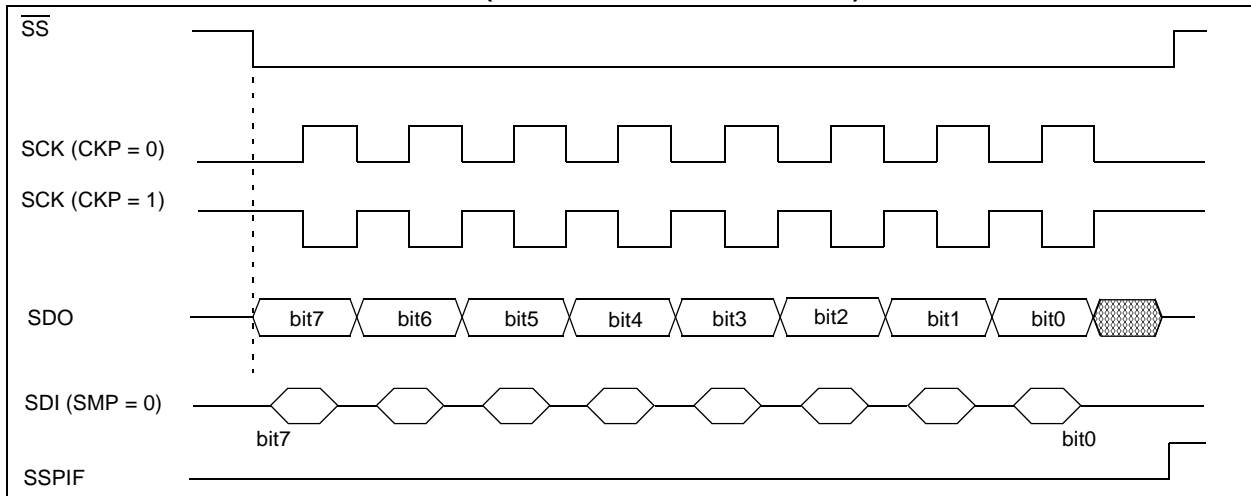 SS
SCK (CKP = 0)
SCK (CKP = 1)
SDO bit7 bit6 bit5 bit4 bit3 bit2 bit1 bit0
SDI (SMP = 0)
bit7 bit0
SSPIF